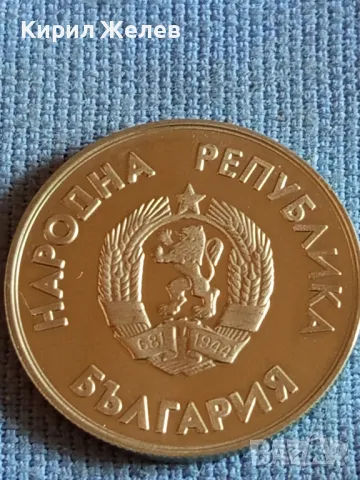 Кирил Желев
НАРОДНА РЕПУБЛИКА
681 1944
БЪЛГАРИЯ